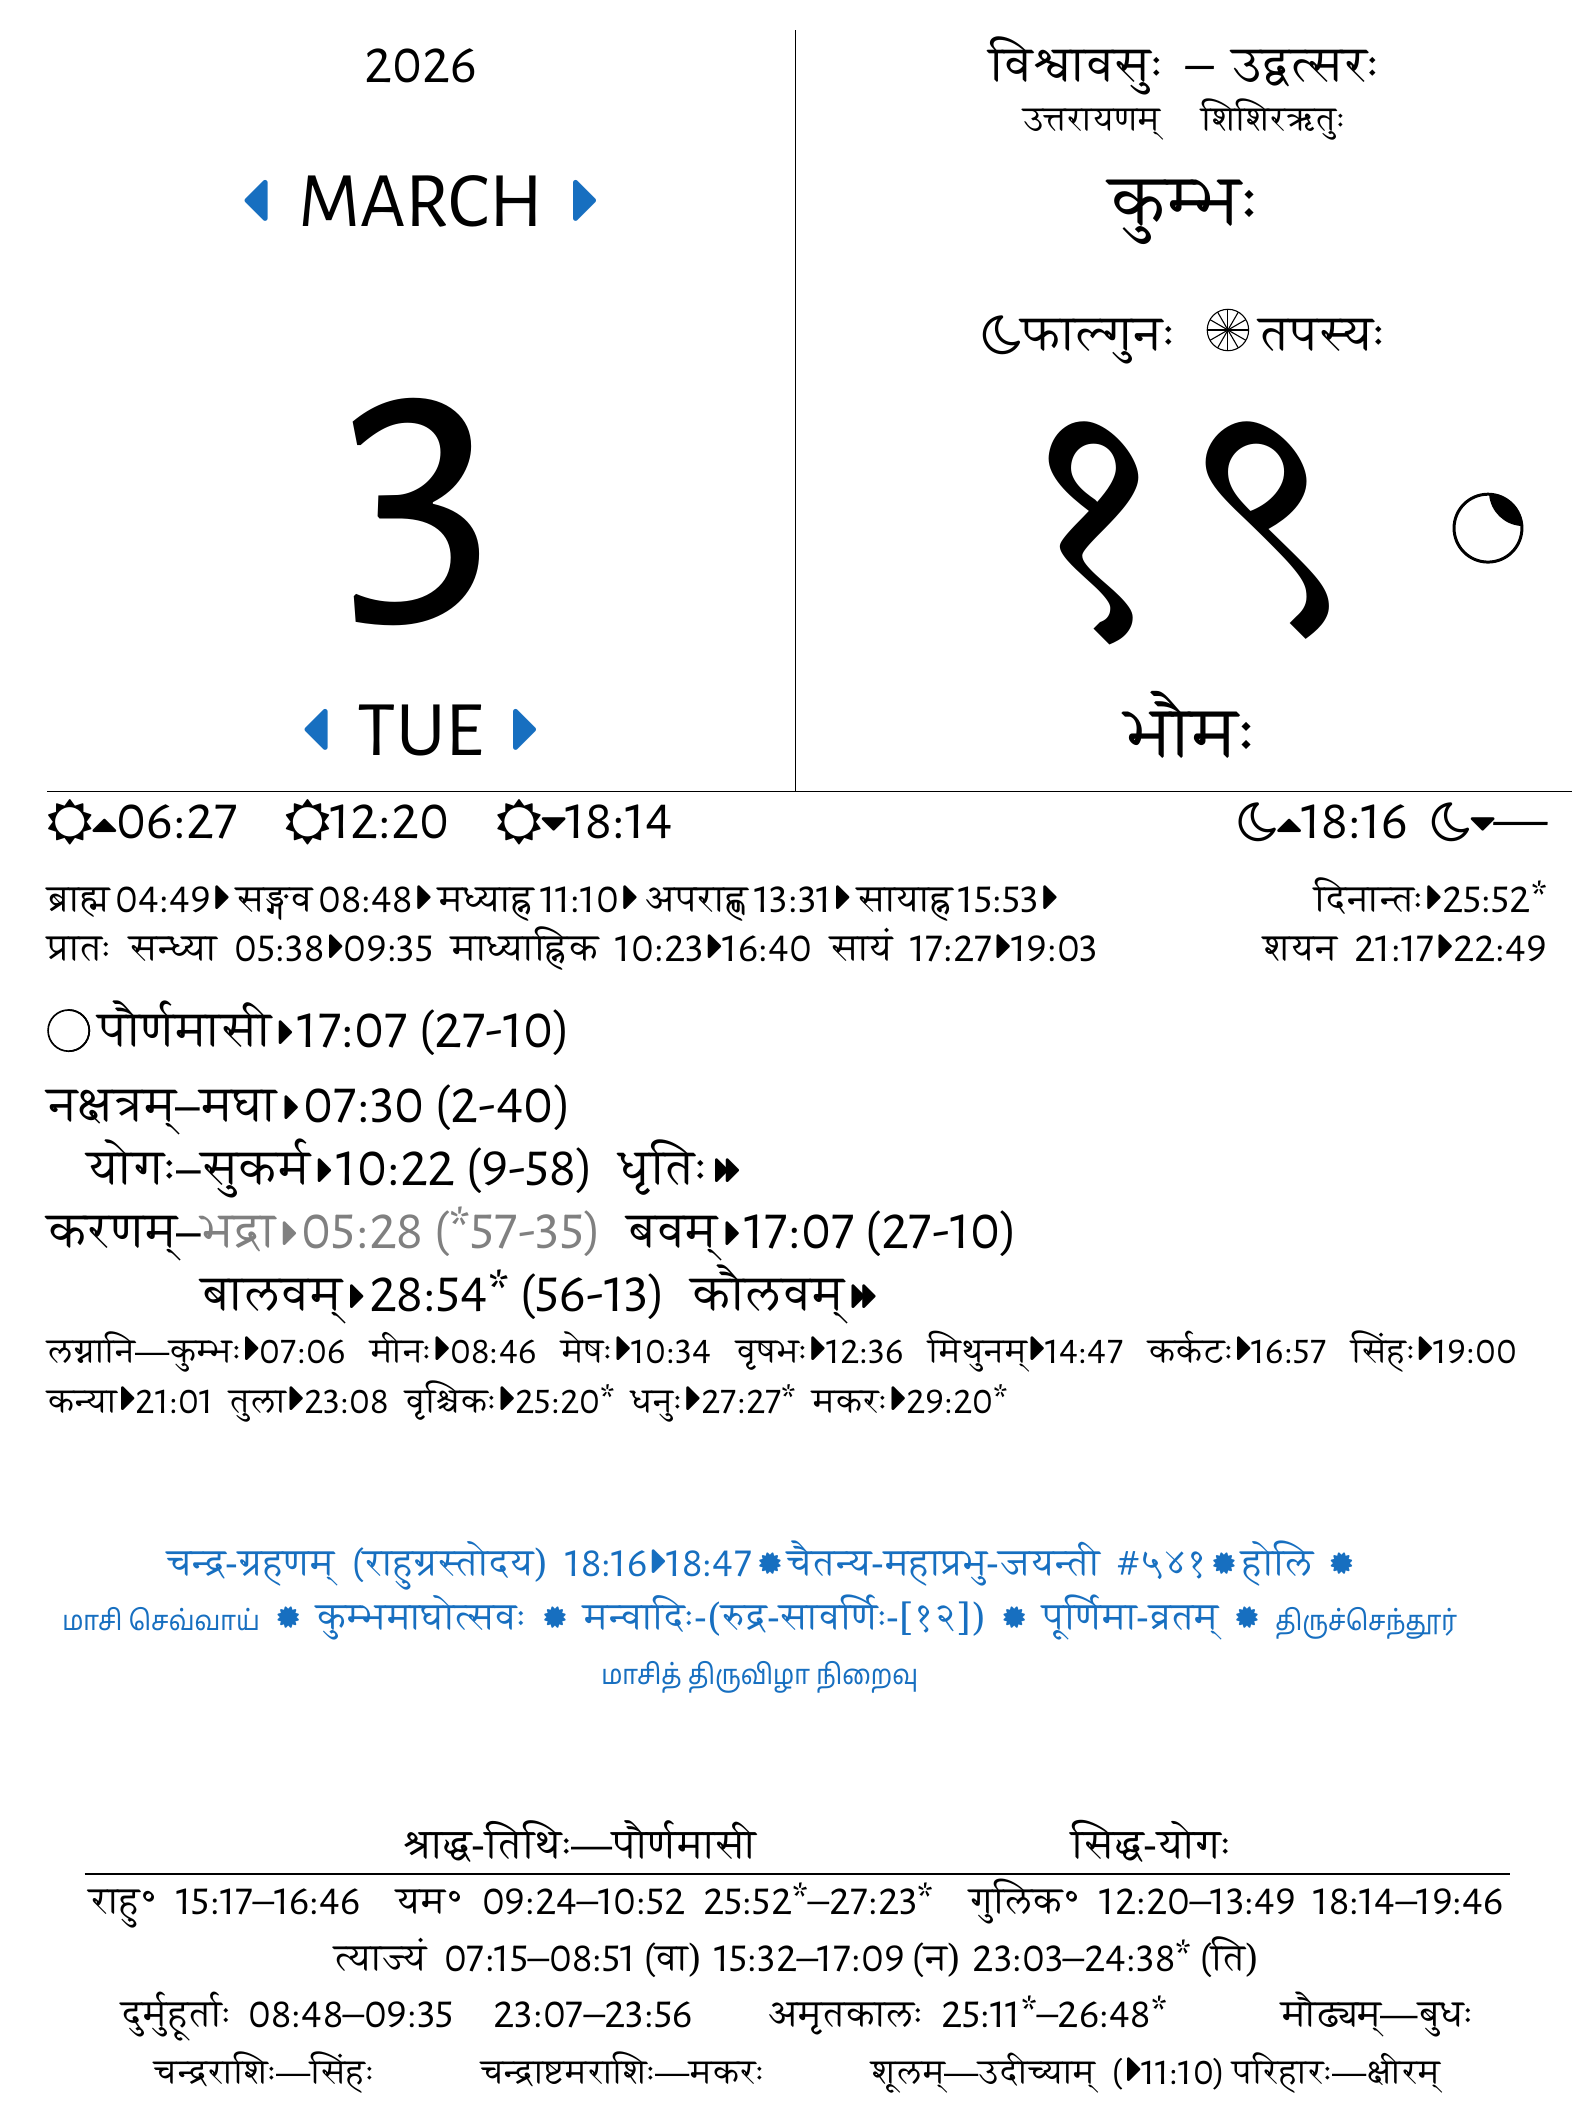 2026
MARCH
3
TUE
विश्वावसुः – उद्वत्सरः
उत्तरायणम् शिशिरऋतुः
कुम्भः
फाल्गुनः तपस्यः
१९
भौमः
06:27 12:20 18:14 18:16 —
ब्राह्म 04:49 सङ्गव 08:48 मध्याह्न 11:10 अपराह्ण 13:31 सायाह्न 15:53 दिनान्तः 25:52*
प्रातः सन्ध्या 05:38 09:35 माध्याह्निक 10:23 16:40 सायं 17:27 19:03 शयन 21:17 22:49
पौर्णमासी 17:07 (27-10)
नक्षत्रम्–मघा 07:30 (2-40)
योगः–सुकर्म 10:22 (9-58) धृतिः
करणम्–भद्रा 05:28 (*57-35) बवम् 17:07 (27-10)
बालवम् 28:54* (56-13) कौलवम्
लग्नानि—कुम्भः 07:06 मीनः 08:46 मेषः 10:34 वृषभः 12:36 मिथुनम् 14:47 कर्कटः 16:57 सिंहः 19:00
कन्या 21:01 तुला 23:08 वृश्चिकः 25:20* धनुः 27:27* मकरः 29:20*
चन्द्र-ग्रहणम् (राहुग्रस्तोदय) 18:16 18:47 चैतन्य-महाप्रभु-जयन्ती #५४१ होलि
மாசி செவ்வாய் कुम्भमाघोत्सवः मन्वादिः-(रुद्र-सावर्णिः-[१२]) पूर्णिमा-व्रतम् திருச்செந்தூர்
மாசித் திருவிழா நிறைவு
श्राद्ध-तिथिः—पौर्णमासी सिद्ध-योगः
राहु॰ 15:17–16:46 यम॰ 09:24–10:52 25:52*–27:23* गुलिक॰ 12:20–13:49 18:14–19:46
त्याज्यं 07:15–08:51 (वा) 15:32–17:09 (न) 23:03–24:38* (ति)
दुर्मुहूर्ताः 08:48–09:35 23:07–23:56 अमृतकालः 25:11*–26:48* मौढ्यम्—बुधः
चन्द्रराशिः—सिंहः चन्द्राष्टमराशिः—मकरः शूलम्—उदीच्याम् (11:10) परिहारः—क्षीरम्